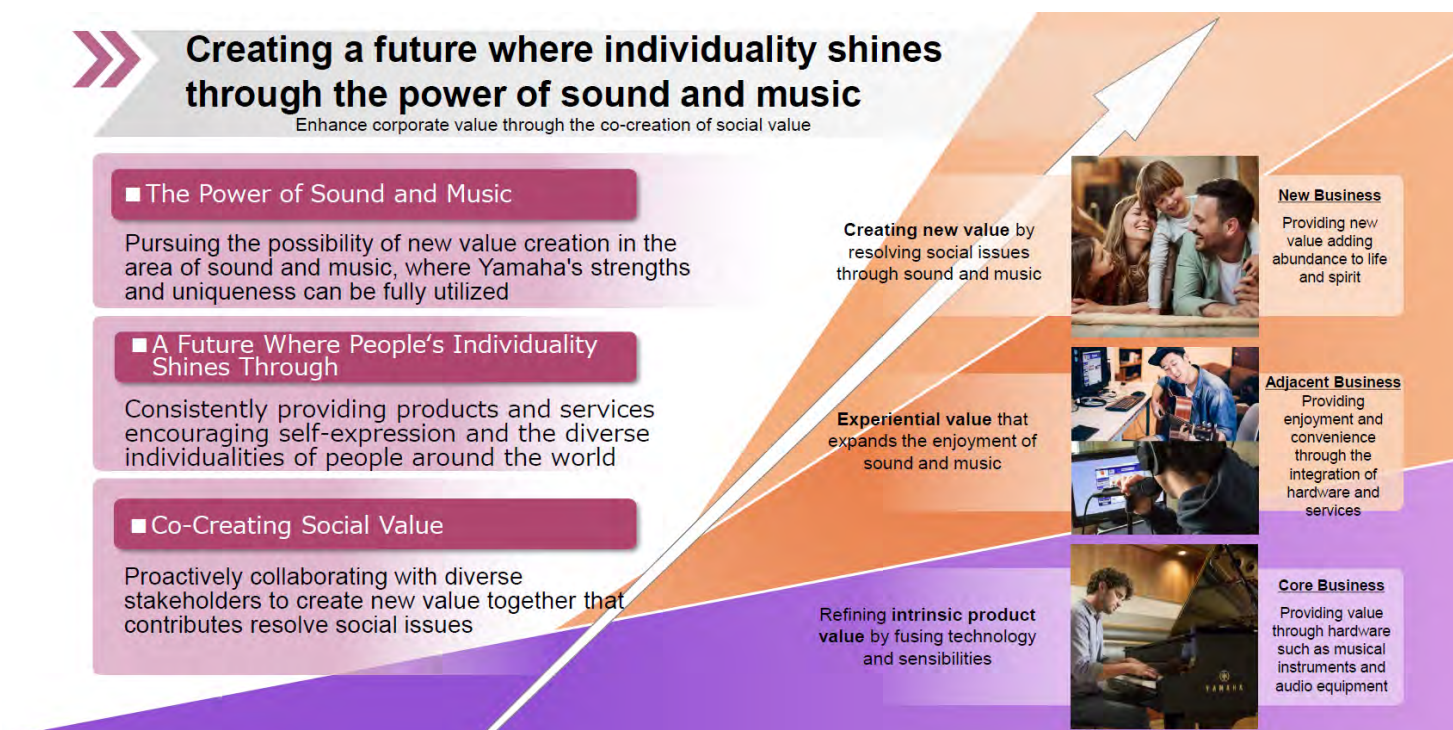 Creating a future where individuality shines
through the power of sound and music
Enhance corporate value through the co-creation of social value
■ The Power of Sound and Music
Pursuing the possibility of new value creation in the
area of sound and music, where Yamaha's strengths
and uniqueness can be fully utilized
■ A Future Where People‘s Individuality
Shines Through
Consistently providing products and services
encouraging self-expression and the diverse
individualities of people around the world
■ Co-Creating Social Value
Proactively collaborating with diverse
stakeholders to create new value together that
contributes resolve social issues
Creating new value by
resolving social issues
through sound and music
New Business
Providing new
value adding
abundance to life
and spirit
Experiential value that
expands the enjoyment of
sound and music
Adjacent Business
Providing
enjoyment and
convenience
through the
integration of
hardware and
services
Refining intrinsic product
value by fusing technology
and sensibilities
YAMAHA
Core Business
Providing value
through hardware
such as musical
instruments and
audio equipment